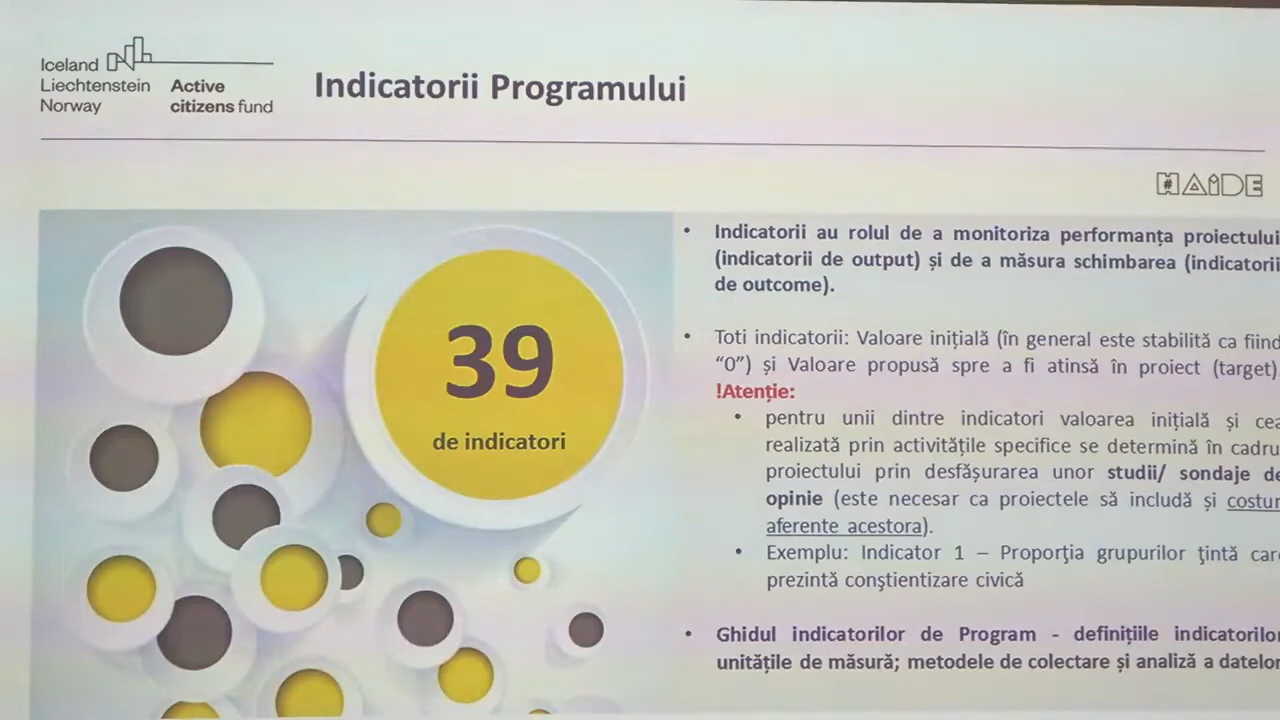 Iceland
Liechtenstein Active
Norway citizens fund
Indicatorii Programului
#HAIDE
39
de indicatori
• Indicatorii au rolul de a monitoriza performanța proiectului
(indicatorii de output) și de a măsura schimbarea (indicatorii
de outcome).
• Toti indicatorii: Valoare inițială (în general este stabilită ca fiind
“0”) și Valoare propusă spre a fi atinsă în proiect (target)
!Atenție:
• pentru unii dintre indicatori valoarea inițială și cea
realizată prin activitățile specifice se determină în cadru
proiectului prin desfășurarea unor studii/ sondaje de
opinie (este necesar ca proiectele să includă și costur
aferente acestora).
• Exemplu: Indicator 1 – Proporţia grupurilor ţintă care
prezintă conştientizare civică
• Ghidul indicatorilor de Program - definițiile indicatorilor
unitățile de măsură; metodele de colectare și analiză a datelor